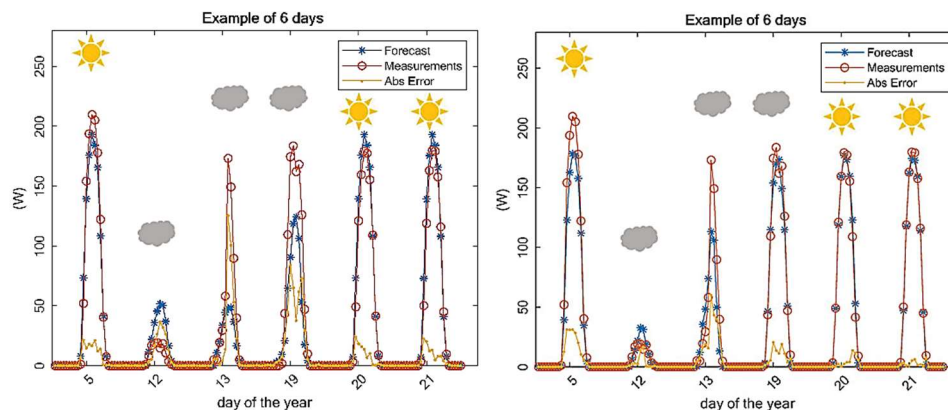 Example of 6 days
250
200
150
100
50
0
(W)
Forecast
Measurements
Abs Error
5
12
13
19
20
21
day of the year
Example of 6 days
250
200
150
100
50
0
(W)
Forecast
Measurements
Abs Error
5
12
13
19
20
21
day of the year